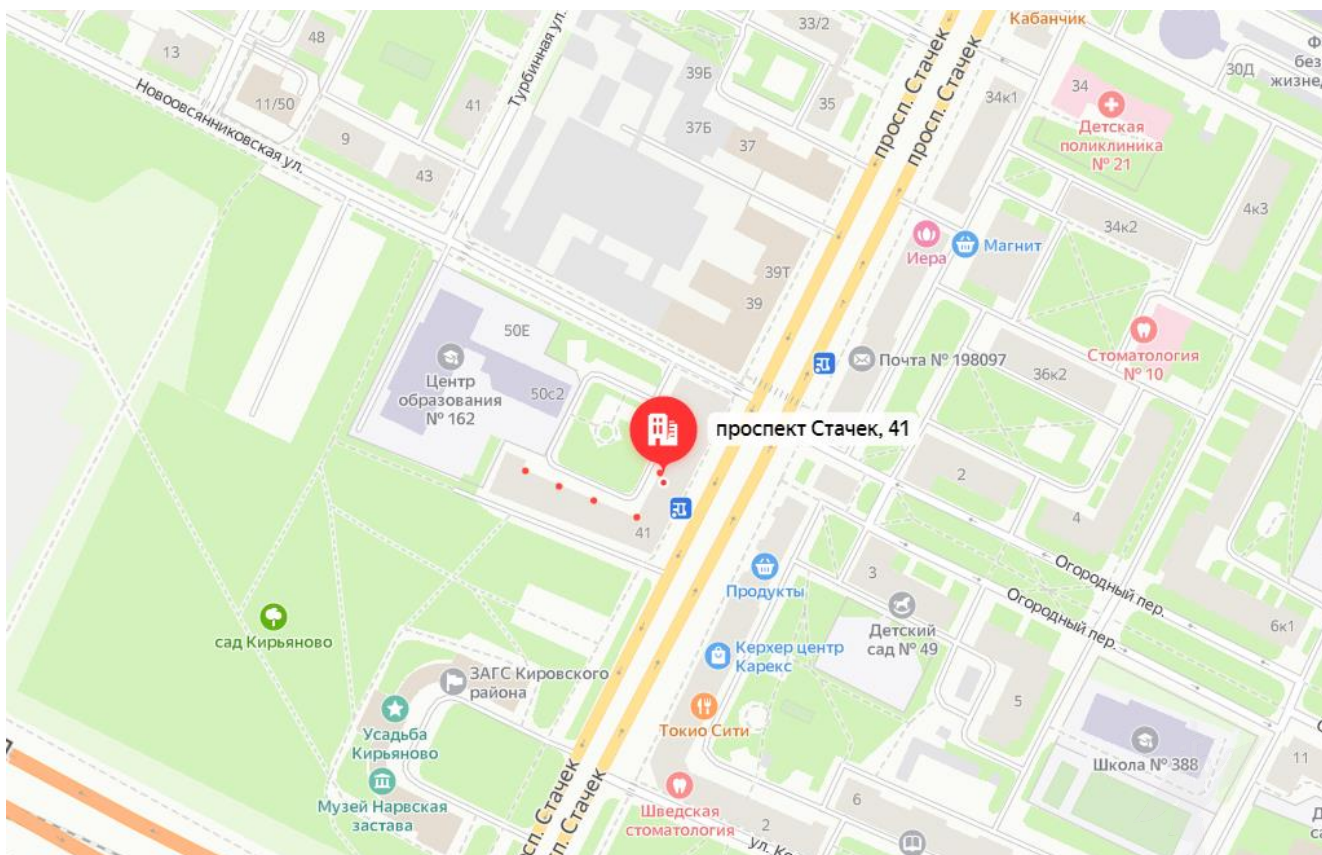 33/2
Кабанчик
13
48
39Б
34к1
34
30Д
без
жизне
Турбинная ул.
просп. Стачек
просп. Стачек
11/50
41
35
Детская
поликлиника
№ 21
Новоовсянниковская ул.
9
37Б
37
43
4к3
34к2
Иера
Магнит
39Т
39
50Е
Стоматология
№ 10
Почта № 198097
36к2
Центр
образования
№ 162
50с2
проспект Стачек, 41
2
4
41
Продукты
3
Огородный пер.
Огородный пер.
Детский
сад № 49
6к1
сад Кирьяново
Керхер центр
Карекс
ЗАГС Кировского
района
5
Токио Сити
Усадьба
Кирьяново
Школа № 388
11
Музей Нарвская
застава
просп. Стачек
просп. Стачек
Шведская
стоматология
2
6